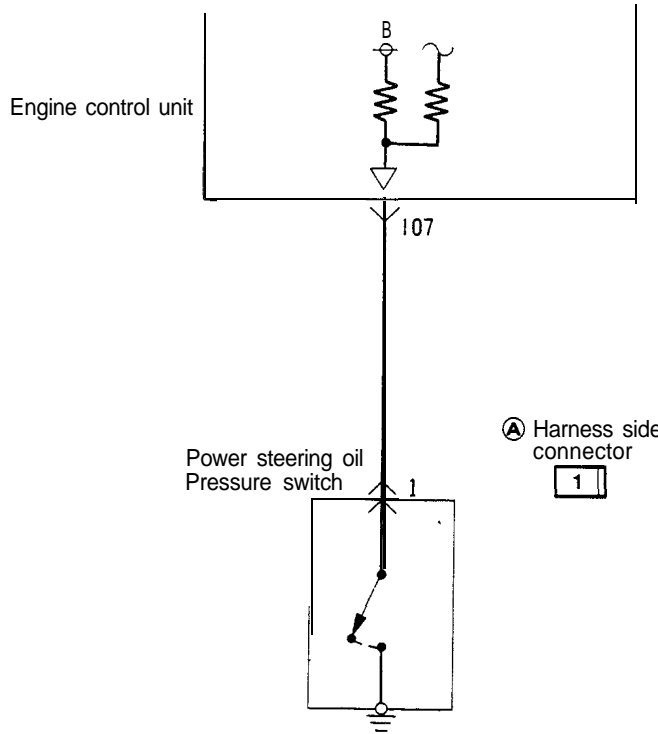 B
Engine control unit
107
Ⓐ Harness side
connector
Power steering oil
Pressure switch
1
1